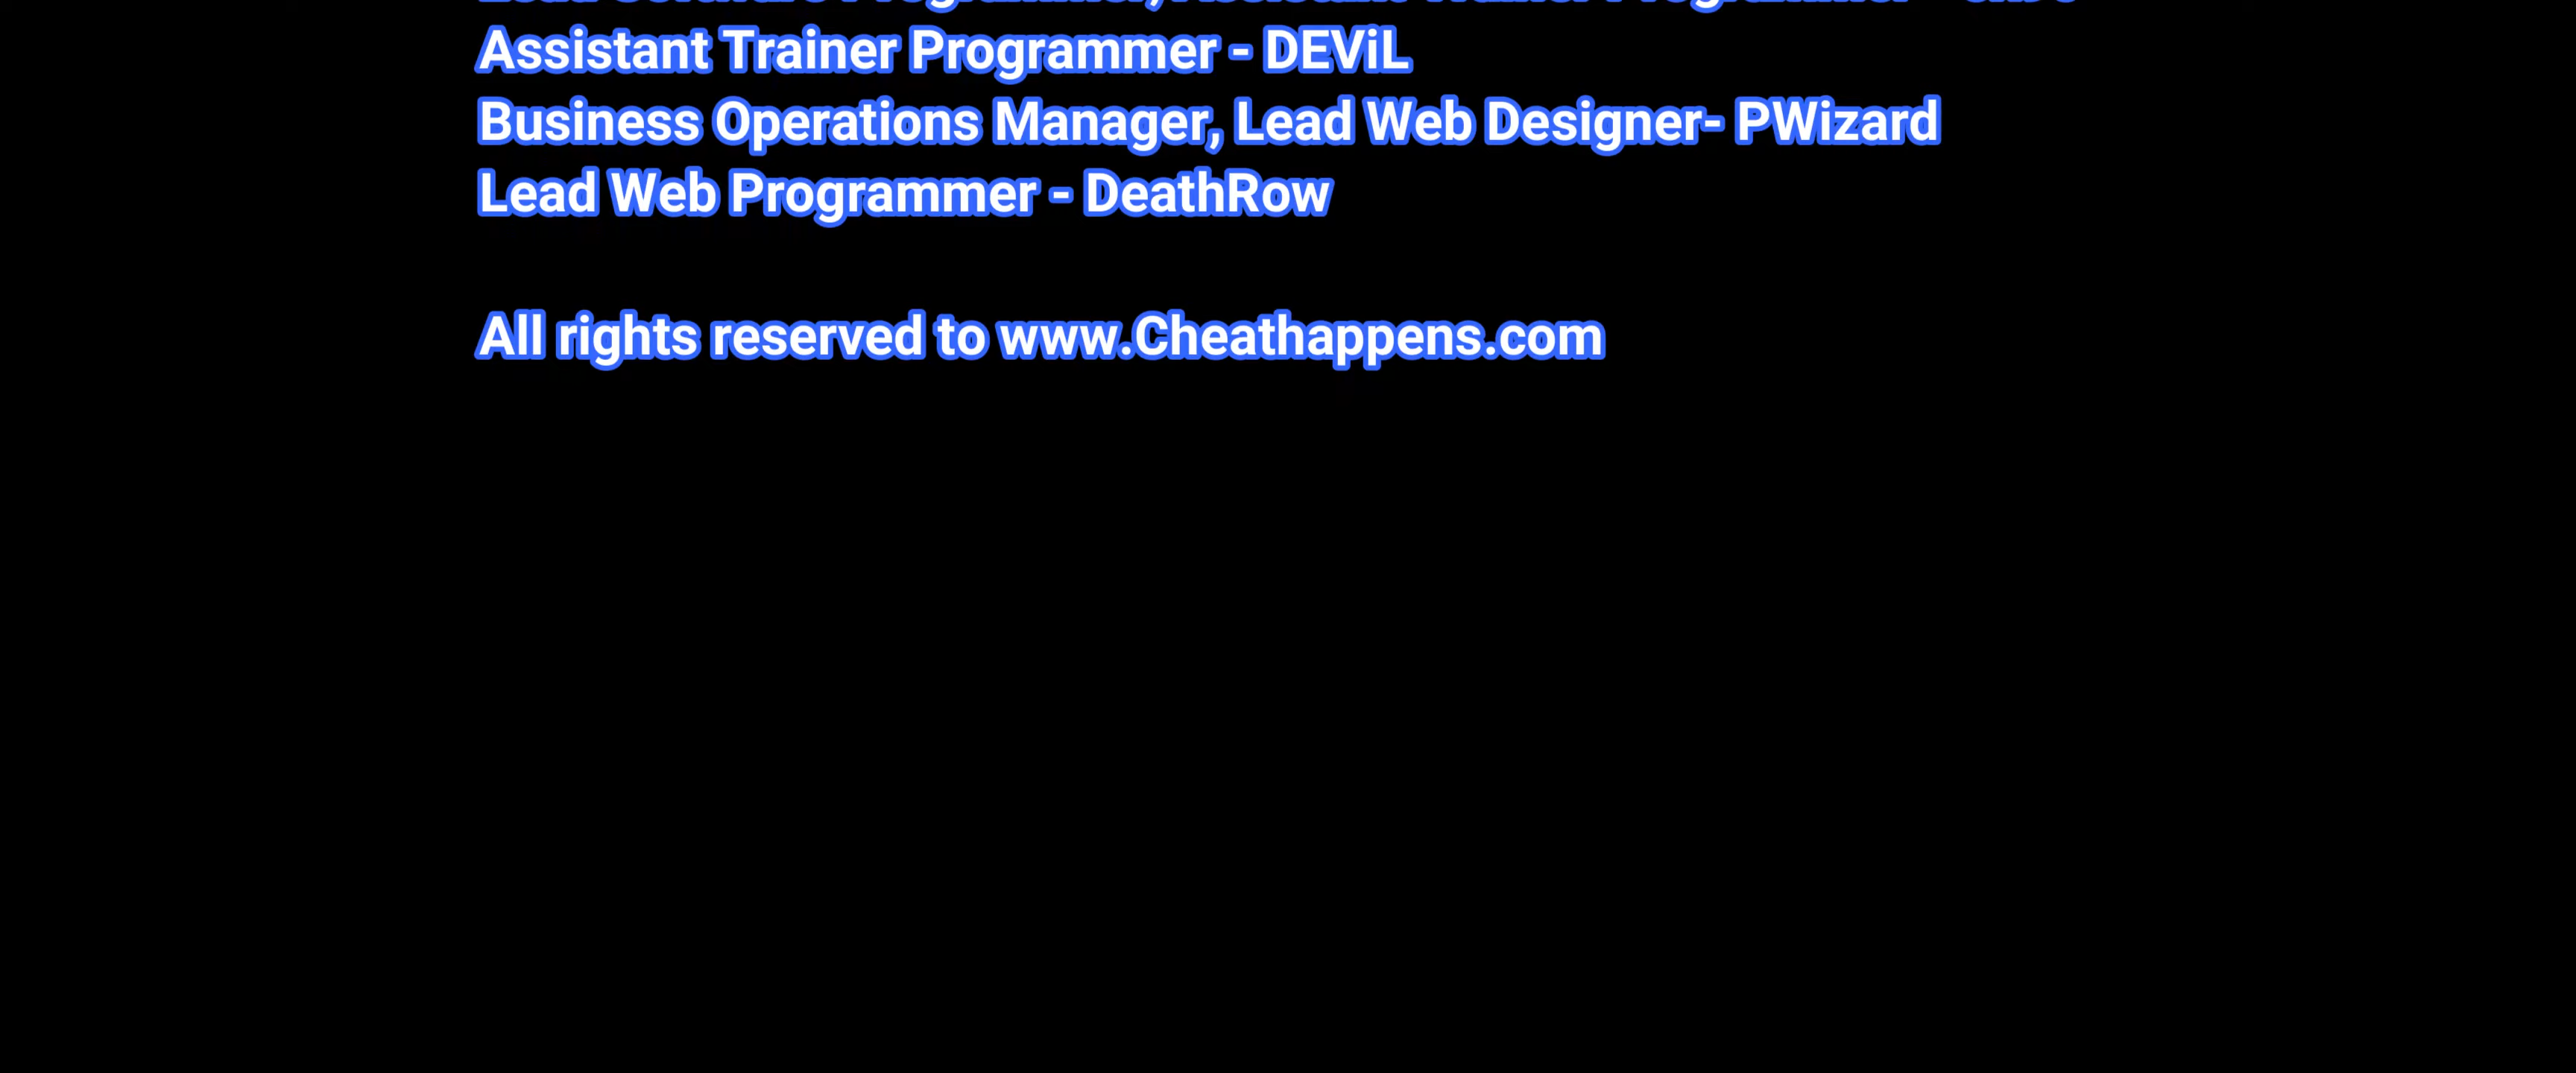 Assistant Trainer Programmer - DEViL
Business Operations Manager, Lead Web Designer- PWizard
Lead Web Programmer - DeathRow
All rights reserved to www.Cheathappens.com